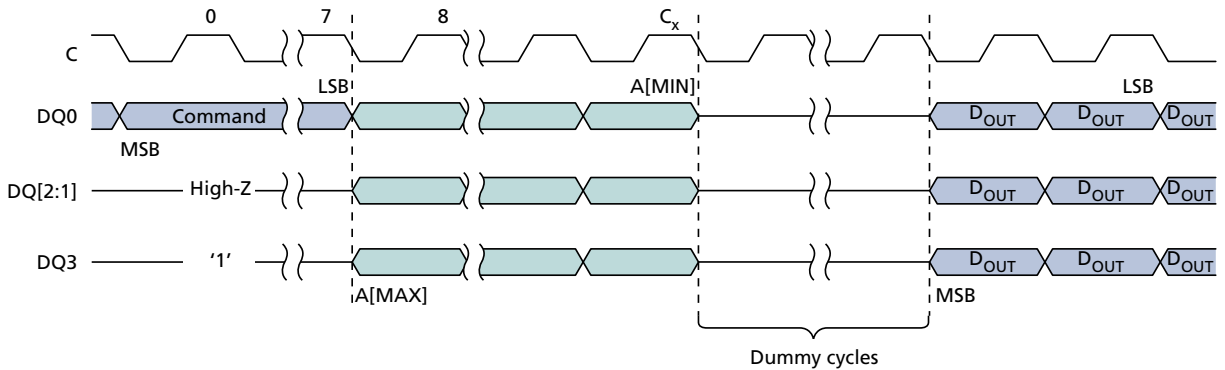 0 7 8 Cx
C
LSB A[MIN] LSB
DQ0 Command DOUT DOUT DOUT
MSB
DQ[2:1] High-Z DOUT DOUT DOUT
DQ3 '1' DOUT DOUT DOUT
A[MAX] MSB
Dummy cycles